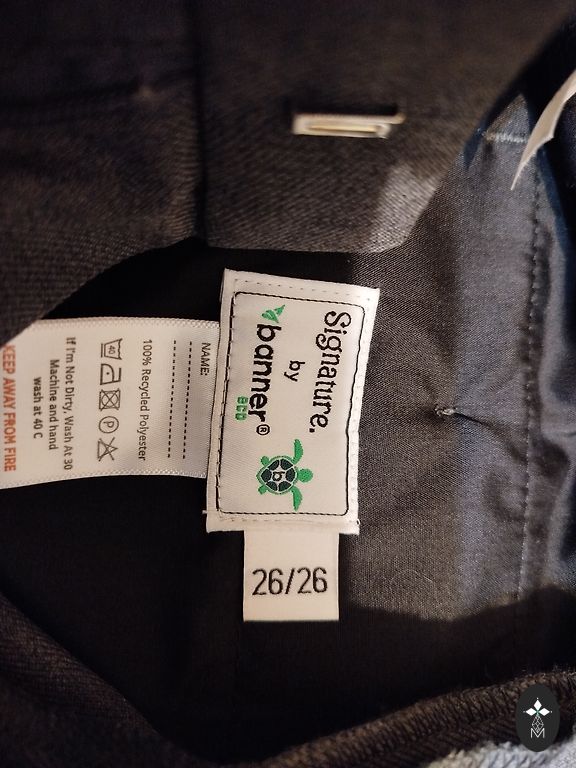 Signature.
by
banner®
eco
b
26/26
NAME:
100% Recycled Polyester
40 P
If I'm Not Dirty, Wash At 30
Machine and hand
wash at 40 C
KEEP AWAY FROM FIRE
M